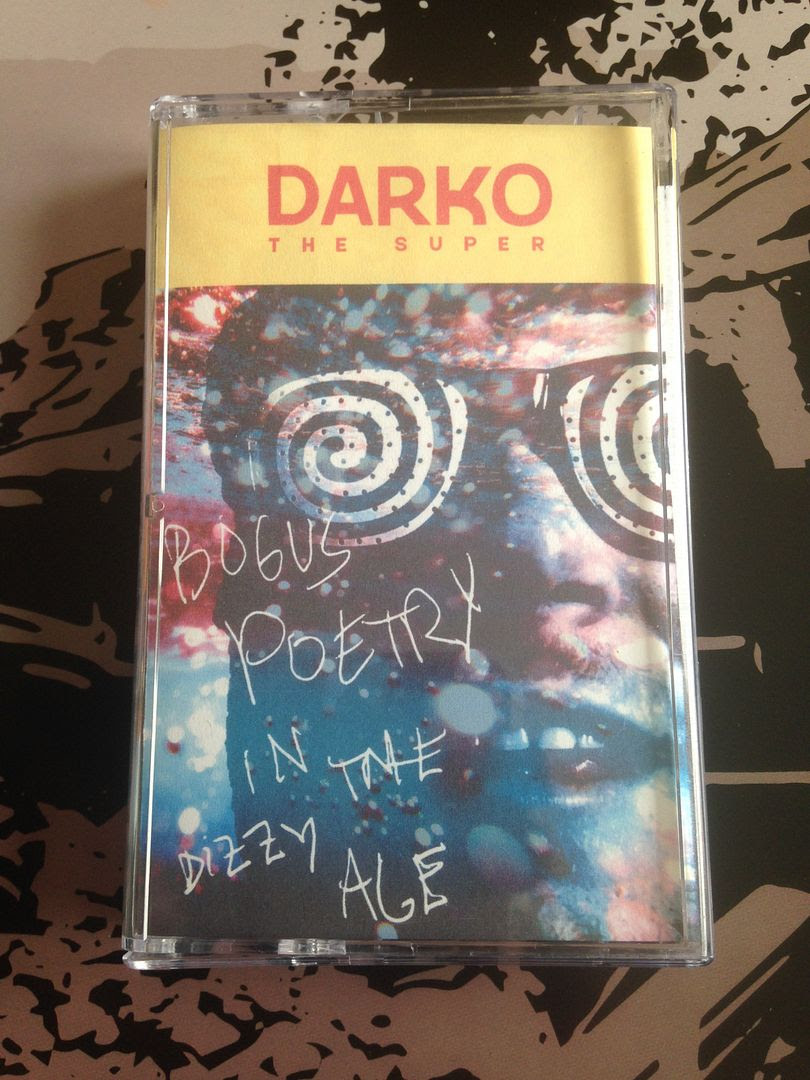 DARKO
THE SUPER
BOGUS
POETRY
IN THE
DIZZY
AGE